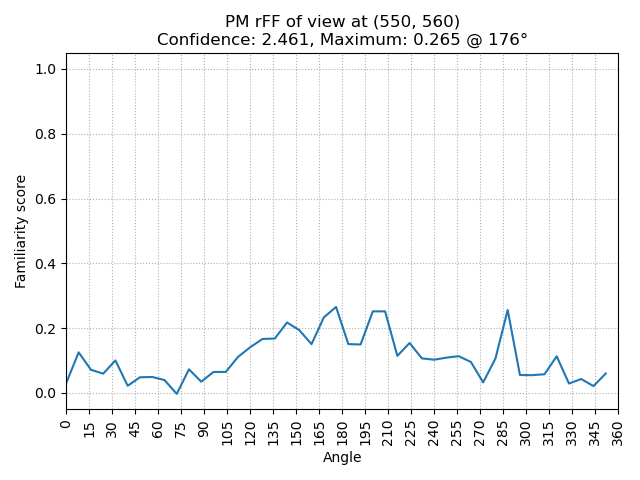 PM rFF of view at (550, 560)
Confidence: 2.461, Maximum: 0.265 @ 176°
1.0
0.8
0.6
0.4
0.2
0.0
Familiarity score
0 15 30 45 60 75 90 105 120 135 150 165 180 195 210 225 240 255 270 285 300 315 330 345 360
Angle